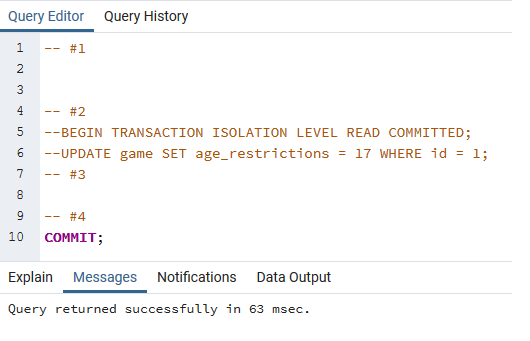 Query Editor Query History
1 -- #1
2
3
4 -- #2
5 --BEGIN TRANSACTION ISOLATION LEVEL READ COMMITTED;
6 --UPDATE game SET age_restrictions = 17 WHERE id = 1;
7 -- #3
8
9 -- #4
10 COMMIT;
Explain Messages Notifications Data Output
Query returned successfully in 63 msec.